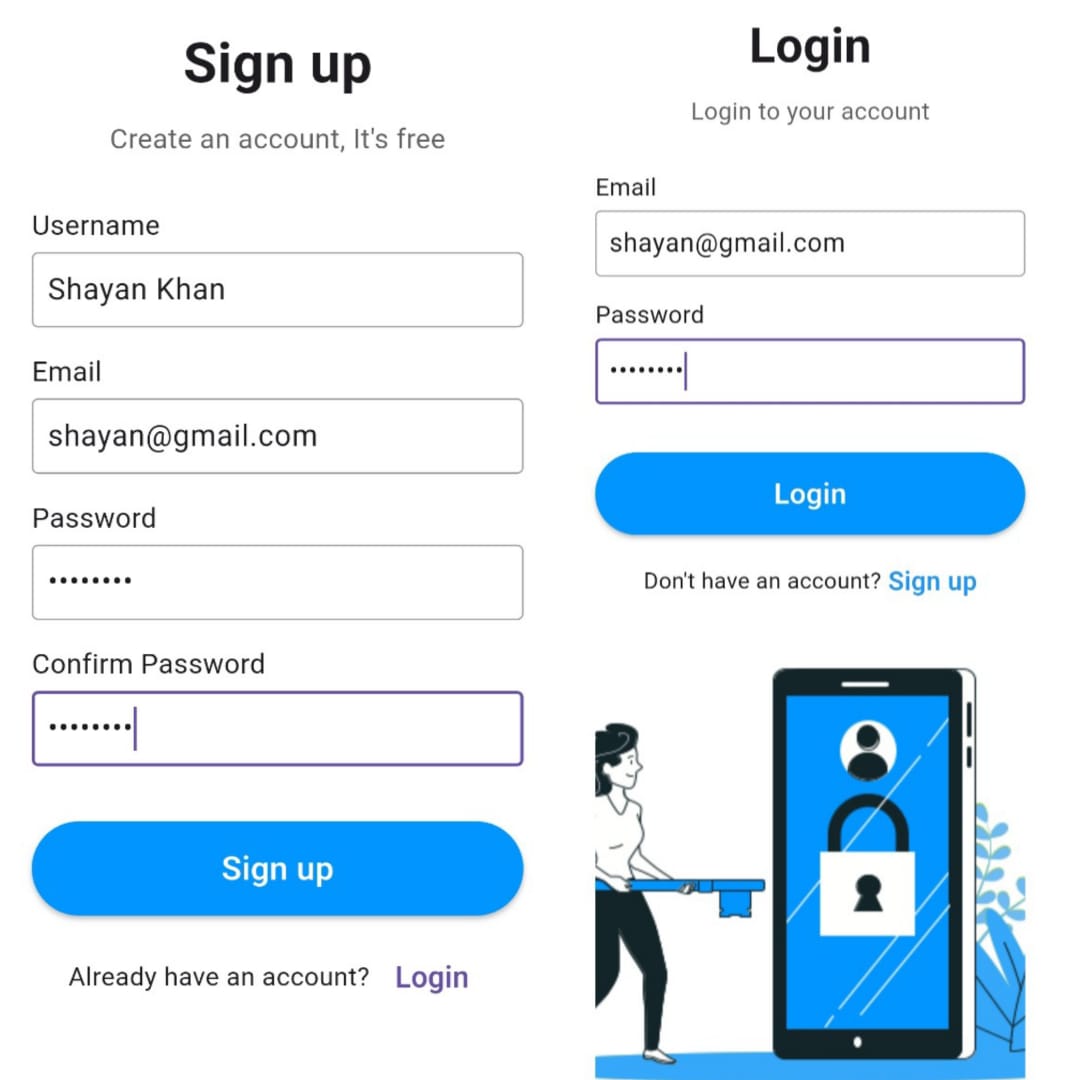 Sign up
Create an account, It's free
Username
Shayan Khan
Email
shayan@gmail.com
Password
••••••••
Confirm Password
••••••••
Sign up
Already have an account? Login
Login
Login to your account
Email
shayan@gmail.com
Password
••••••••
Login
Don't have an account? Sign up